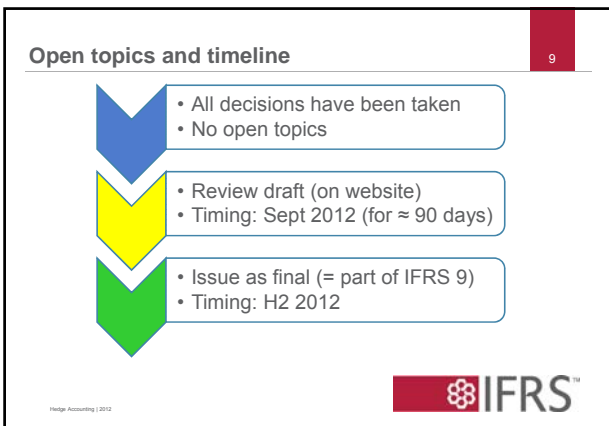 Open topics and timeline
9
• All decisions have been taken
• No open topics
• Review draft (on website)
• Timing: Sept 2012 (for ≈ 90 days)
• Issue as final (= part of IFRS 9)
• Timing: H2 2012
Hedge Accounting | 2012
IFRS™